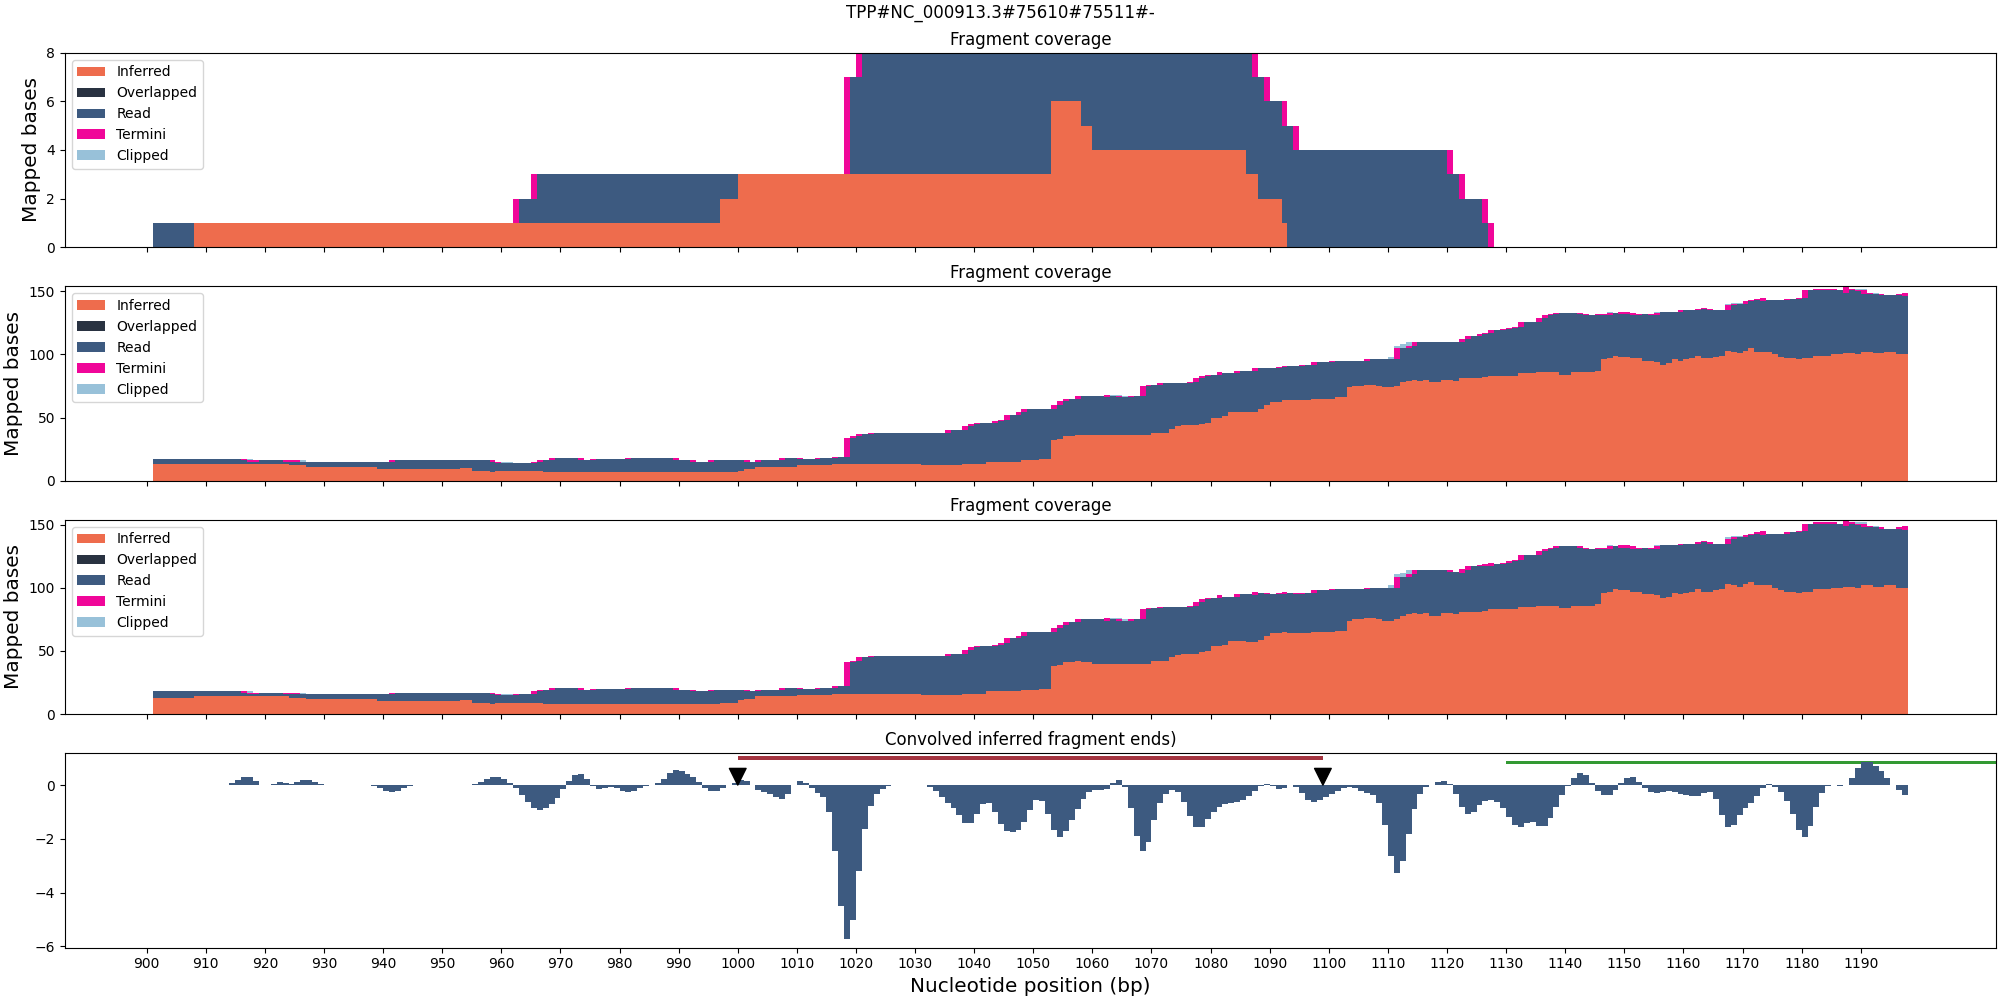 TPP#NC_000913.3#75610#75511#-
Fragment coverage
Mapped bases
8
6
4
2
0
Inferred
Overlapped
Read
Termini
Clipped
Fragment coverage
Mapped bases
150
100
50
0
Inferred
Overlapped
Read
Termini
Clipped
Fragment coverage
Mapped bases
150
100
50
0
Inferred
Overlapped
Read
Termini
Clipped
Convolved inferred fragment ends)
0
−2
−4
−6
900 910 920 930 940 950 960 970 980 990 1000 1010 1020 1030 1040 1050 1060 1070 1080 1090 1100 1110 1120 1130 1140 1150 1160 1170 1180 1190
Nucleotide position (bp)